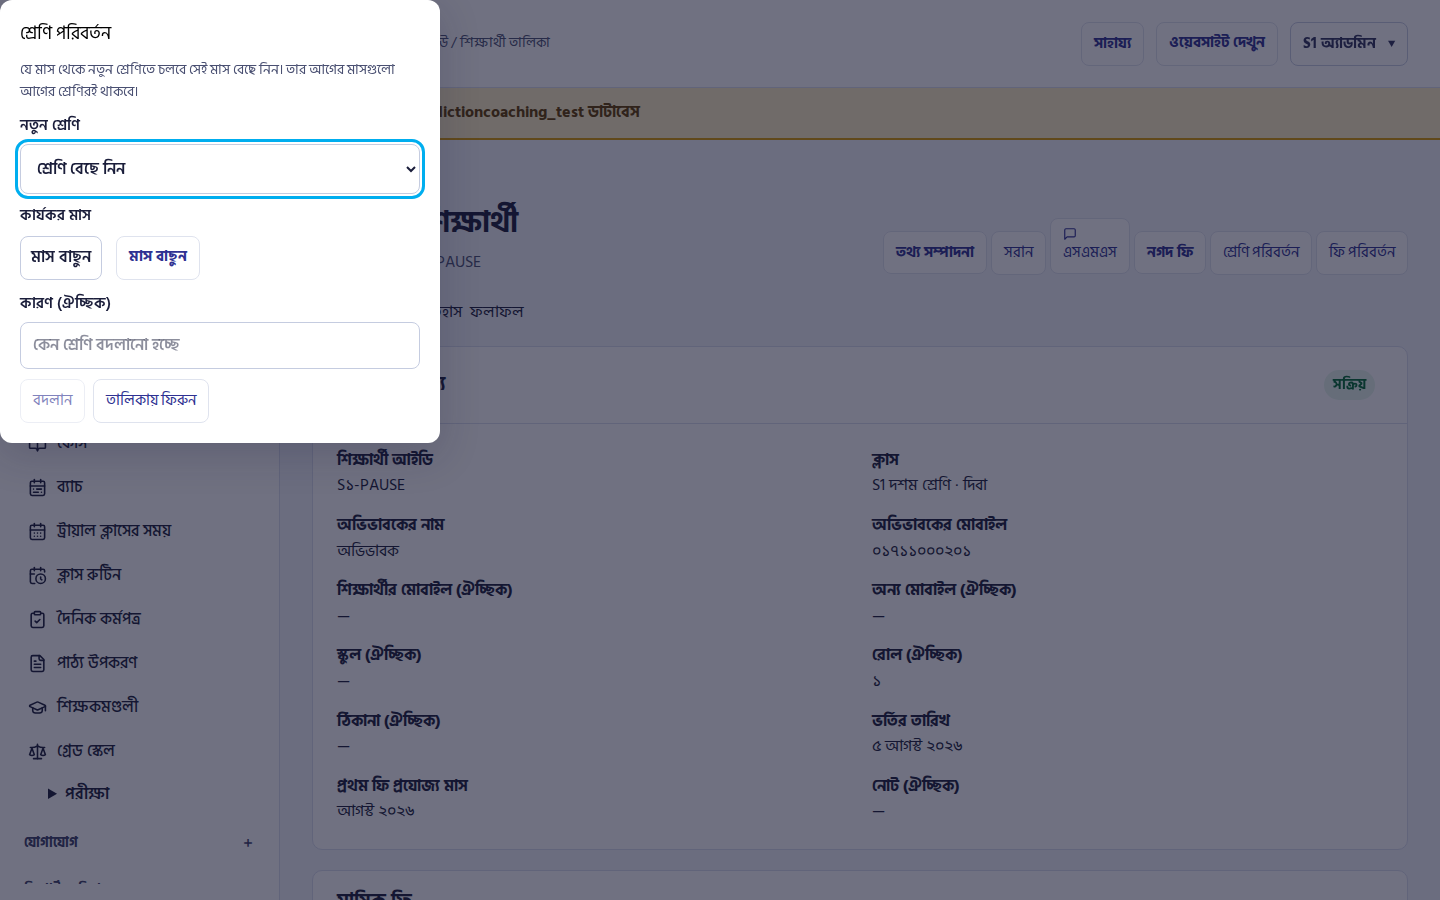 শ্রেণি পরিবর্তন
যে মাস থেকে নতুন শ্রেণিতে চলবে সেই মাস বেছে নিন। তার আগের মাসগুলো
আগের শ্রেণিরই থাকবে।
নতুন শ্রেণি
শ্রেণি বেছে নিন
কার্যকর মাস
মাস বাছুন মাস বাছুন
কারণ (ঐচ্ছিক)
কেন শ্রেণি বদলানো হচ্ছে
বদলান তালিকায় ফিরুন
/ শিক্ষার্থী তালিকা
সাহায্য ওয়েবসাইট দেখুন S1 অ্যাডমিন ▼
ictioncoaching_test ডাটাবেস
শিক্ষার্থী
PAUSE
তথ্য সম্পাদনা সরান এসএমএস নগদ ফি শ্রেণি পরিবর্তন ফি পরিবর্তন
ফলাফল
সক্রিয়
ব্যাচ
ট্রায়াল ক্লাসের সময়
ক্লাস রুটিন
দৈনিক কর্মপত্র
পাঠ্য উপকরণ
শিক্ষকমণ্ডলী
গ্রেড স্কেল
▶ পরীক্ষা
যোগাযোগ +
শিক্ষার্থী আইডি
S১-PAUSE
ক্লাস
S1 দশম শ্রেণি · দিবা
অভিভাবকের নাম
অভিভাবক
অভিভাবকের মোবাইল
০১৭১১০০০২০১
শিক্ষার্থীর মোবাইল (ঐচ্ছিক)
—
অন্য মোবাইল (ঐচ্ছিক)
—
স্কুল (ঐচ্ছিক)
—
রোল (ঐচ্ছিক)
১
ঠিকানা (ঐচ্ছিক)
—
ভর্তির তারিখ
৫ আগস্ট ২০২৬
প্রথম ফি প্রযোজ্য মাস
আগস্ট ২০২৬
নোট (ঐচ্ছিক)
—